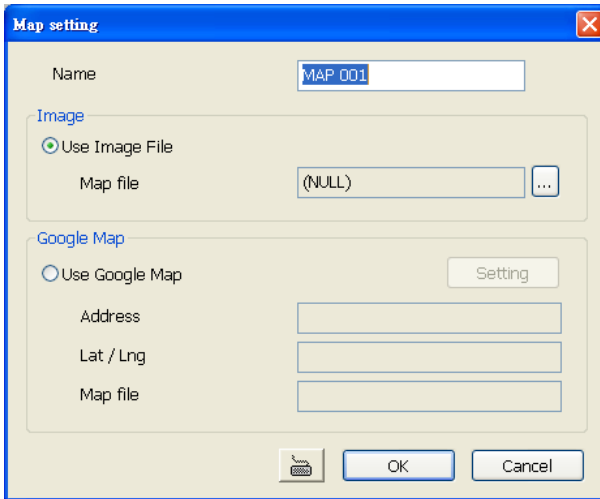 Map setting
Name MAP 001
Image
Use Image File
Map file (NULL) ...
Google Map
Use Google Map Setting
Address
Lat / Lng
Map file
OK Cancel